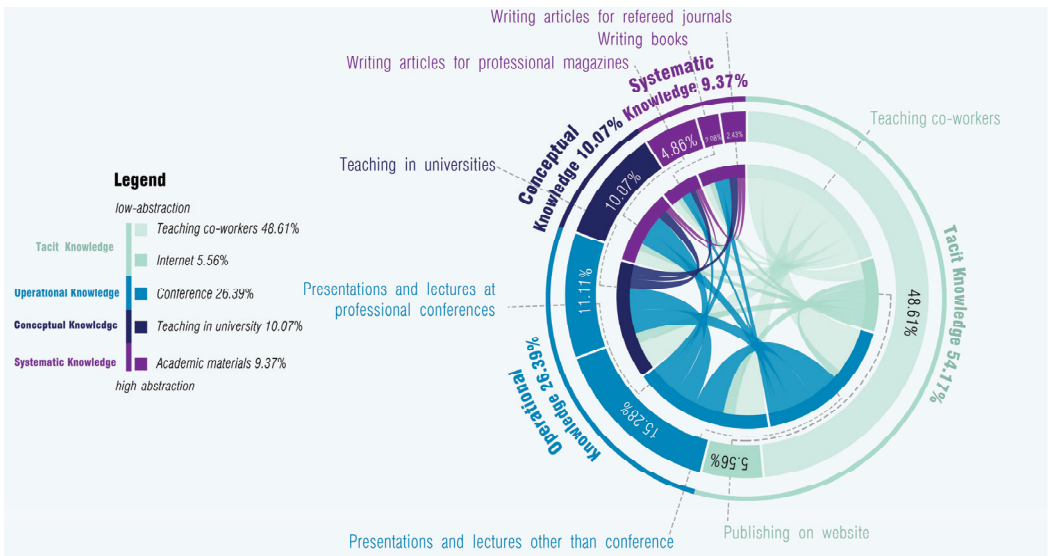 Writing articles for refereed journals
Writing books
Writing articles for professional magazines
Systematic
Knowledge 9.37%
Conceptual
Knowledge 10.07%
Teaching co-workers
Teaching in universities
4.86%
2.08%
2.43%
10.07%
Legend
low-abstraction
Teaching co-workers 48.61%
Tacit Knowledge
Internet 5.56%
Operational Knowledge
Conference 26.39%
Conceptual Knowledge
Teaching in university 10.07%
Systematic Knowledge
Academic materials 9.37%
high abstraction
Presentations and lectures at
professional conferences
11.11%
48.61%
Tacit Knowledge 54.17%
Operational
Knowledge 26.39%
15.28%
5.56%
Publishing on website
Presentations and lectures other than conference